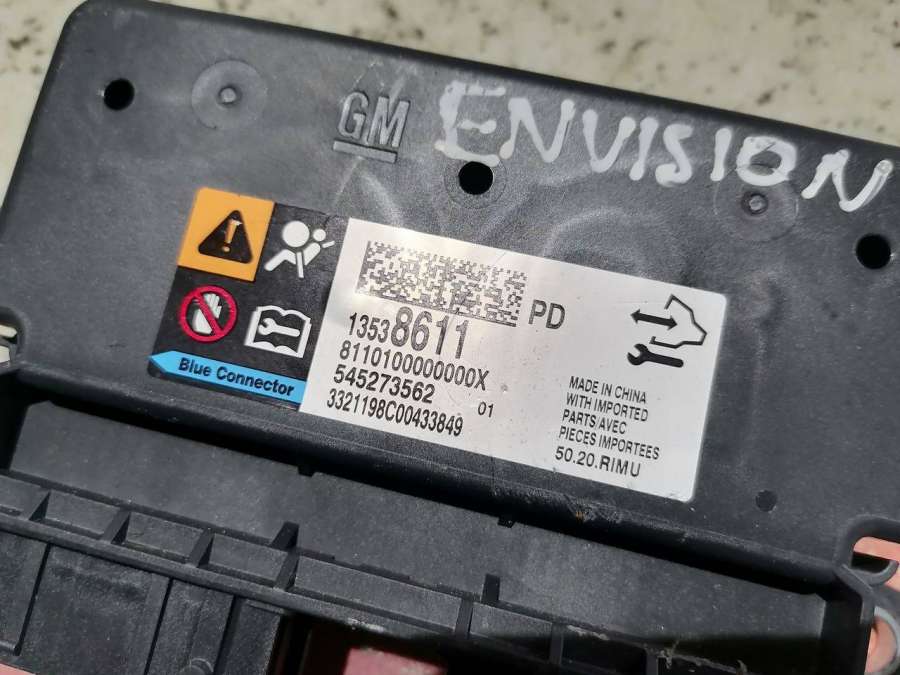 GM
ENVISION
PD
13538611
8110100000000X
545273562
01
3321198C00433849
Blue Connector
MADE IN CHINA
WITH IMPORTED
PARTS/AVEC
PIECES IMPORTEES
50.20.RIMU